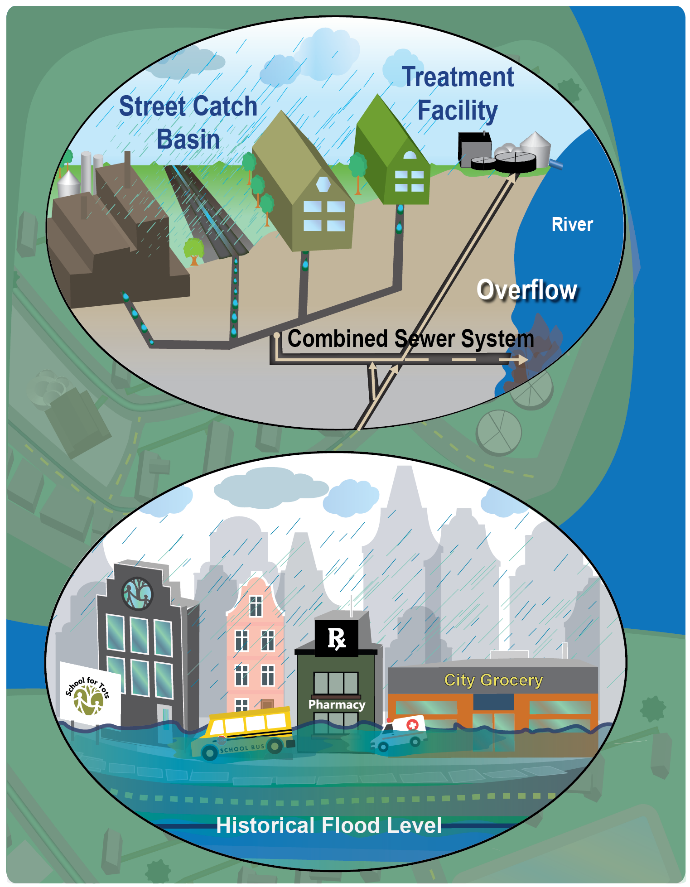 Street Catch
Basin
Treatment
Facility
River
Overflow
Combined Sewer System
School for Tots
Rx
City Grocery
Pharmacy
SCHOOL BUS
Historical Flood Level